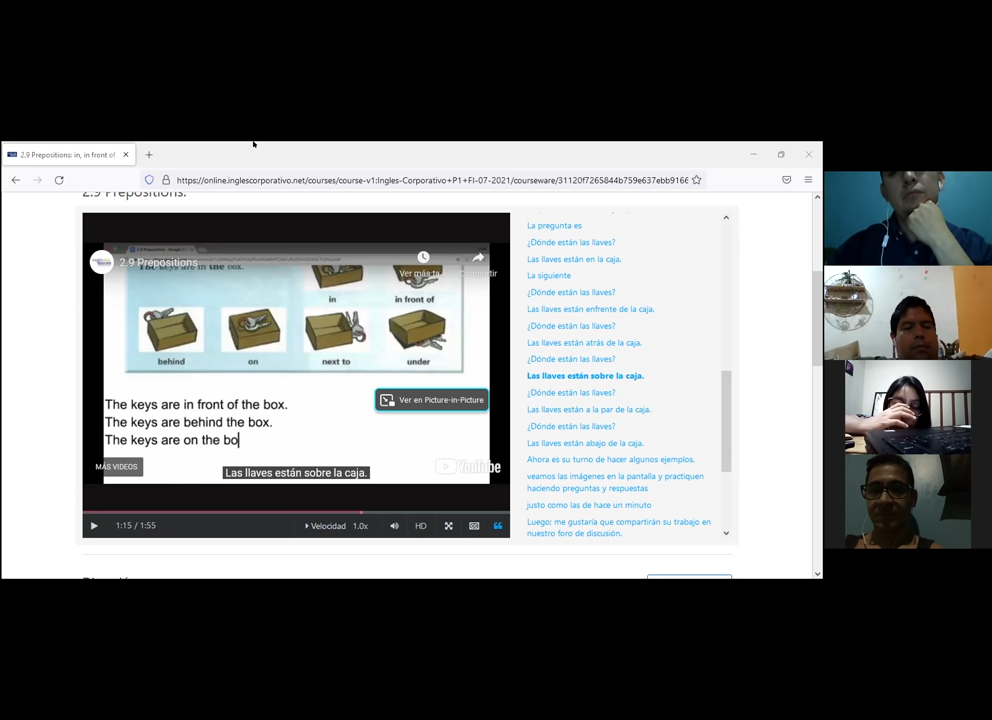 2.9 Prepositions: in, in front of
https://online.inglescorporativo.net/courses/course-v1:Ingles-Corporativo+P1+FI-07-2021/courseware/31120f7265844b759e637ebb9166
2.9 Prepositions:
2.9 Prepositions
The keys are in the box.
Ver más ta
in
in front of
behind
on
next to
under
The keys are in front of the box.
The keys are behind the box.
The keys are on the bo
Ver en Picture-in-Picture
MÁS VIDEOS
Las llaves están sobre la caja.
YouTube
1:15 / 1:55
Velocidad 1.0x
HD
La pregunta es
¿Dónde están las llaves?
Las llaves están en la caja.
La siguiente
¿Dónde están las llaves?
Las llaves están enfrente de la caja.
¿Dónde están las llaves?
Las llaves están atrás de la caja.
¿Dónde están las llaves?
Las llaves están sobre la caja.
¿Dónde están las llaves?
Las llaves están a la par de la caja.
¿Dónde están las llaves?
Las llaves están abajo de la caja.
Ahora es su turno de hacer algunos ejemplos,
veamos las imágenes en la pantalla y practiquen
haciendo preguntas y respuestas
justo como las de hace un minuto
Luego: me gustaría que compartirán su trabajo en
nuestro foro de discusión.